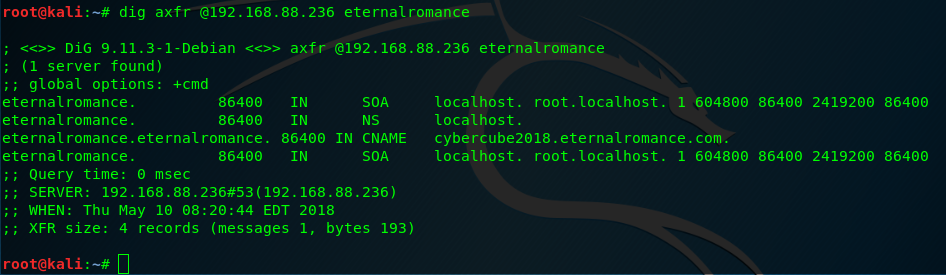 root@kali:~# dig axfr @192.168.88.236 eternalromance
; <<>> DiG 9.11.3-1-Debian <<>> axfr @192.168.88.236 eternalromance
; (1 server found)
;; global options: +cmd
eternalromance. 86400 IN SOA localhost. root.localhost. 1 604800 86400 2419200 86400
eternalromance. 86400 IN NS localhost.
eternalromance.eternalromance. 86400 IN CNAME cybercube2018.eternalromance.com.
eternalromance. 86400 IN SOA localhost. root.localhost. 1 604800 86400 2419200 86400
;; Query time: 0 msec
;; SERVER: 192.168.88.236#53(192.168.88.236)
;; WHEN: Thu May 10 08:20:44 EDT 2018
;; XFR size: 4 records (messages 1, bytes 193)
root@kali:~#